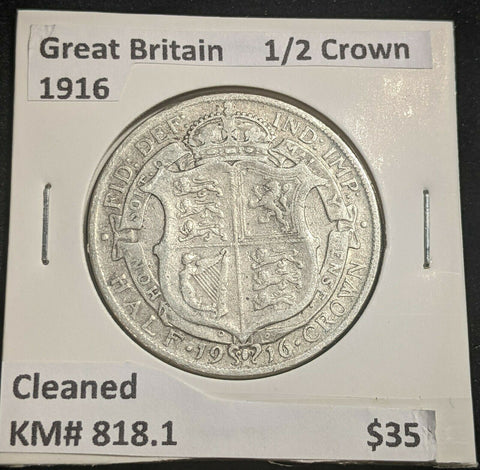 Great Britain 1/2 Crown
1916
FID: DEF: IND: IMP:
HALF · CROWN
19 16
Cleaned
KM# 818.1 $35